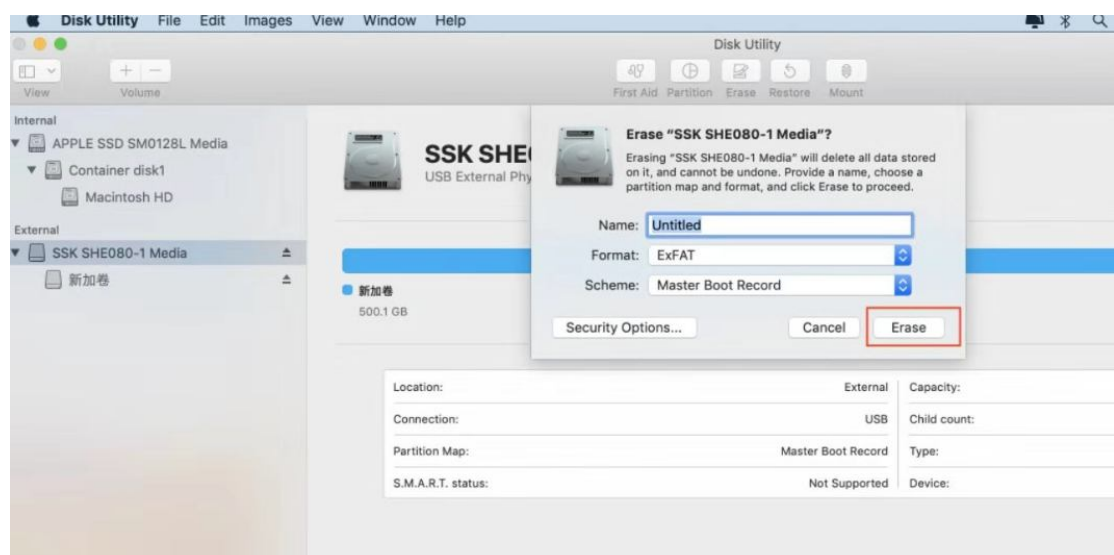 Disk Utility File Edit Images View Window Help
Disk Utility
View Volume First Aid Partition Erase Restore Mount
Internal
APPLE SSD SM0128L Media
Container disk1
Macintosh HD
External
SSK SHE080-1 Media
新加卷
SSK SHE
USB External Phy
新加卷
500.1 GB
Erase “SSK SHE080-1 Media”?
Erasing “SSK SHE080-1 Media” will delete all data stored
on it, and cannot be undone. Provide a name, choose a
partition map and format, and click Erase to proceed.
Name: Untitled
Format: ExFAT
Scheme: Master Boot Record
Security Options... Cancel Erase
Location: External Capacity:
Connection: USB Child count:
Partition Map: Master Boot Record Type:
S.M.A.R.T. status: Not Supported Device: